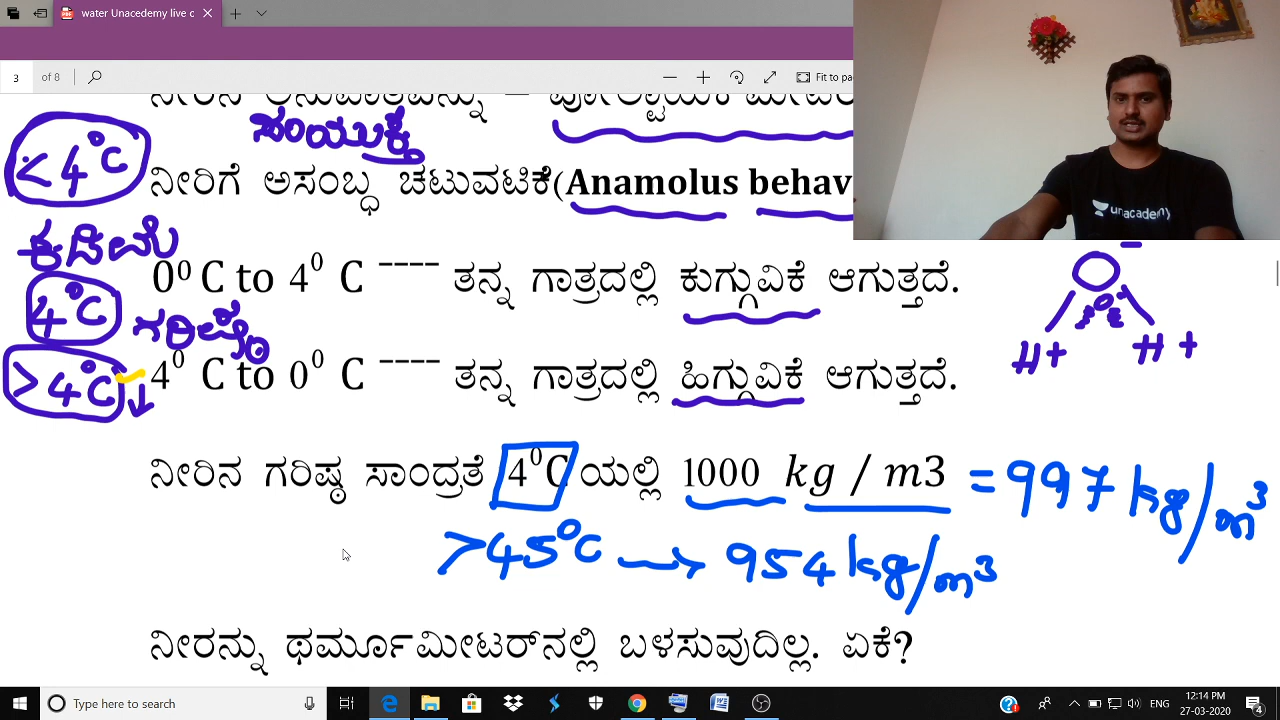 water Unacedemy live c
3 of 8
Fit to pa
ನೀರಿನ
ಸಂಯುಕ್ತ
<4°C
ನೀರಿಗೆ ಅಸಂಬ್ಧ ಚಟುವಟಿಕೆ(Anamolus behav
unacademy
ಕಡಿಮೆ
0⁰ C to 4⁰ C ---- ತನ್ನ ಗಾತ್ರದಲ್ಲಿ ಕುಗ್ಗುವಿಕೆ ಆಗುತ್ತದೆ.
4°C ಗರಿಷ್ಠ
H+ H+
>4°C
4⁰ C to 0⁰ C ---- ತನ್ನ ಗಾತ್ರದಲ್ಲಿ ಹಿಗ್ಗುವಿಕೆ ಆಗುತ್ತದೆ.
ನೀರಿನ ಗರಿಷ್ಠ ಸಾಂದ್ರತೆ 4⁰C ಯಲ್ಲಿ 1000 kg / m3 = 997 kg/m³
>45°C → 954 kg/m³
ನೀರನ್ನು ಥರ್ಮೂಮೀಟರ್‌ನಲ್ಲಿ ಬಳಸುವುದಿಲ್ಲ. ಏಕೆ?
Type here to search
12:14 PM
27-03-2020